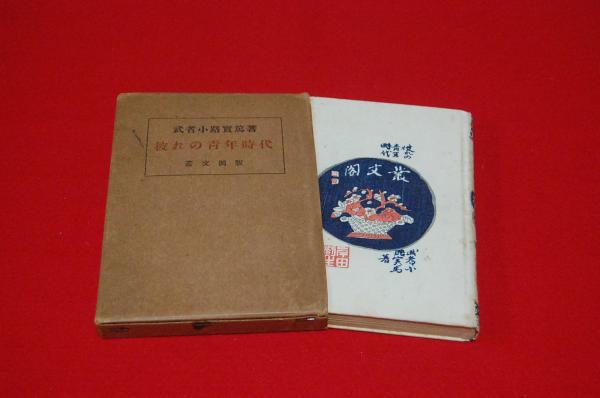 武者小路實篤著
彼れの青年時代
叢文閣版
彼れの
青年
時代
叢文閣
武者小
路実篤
著